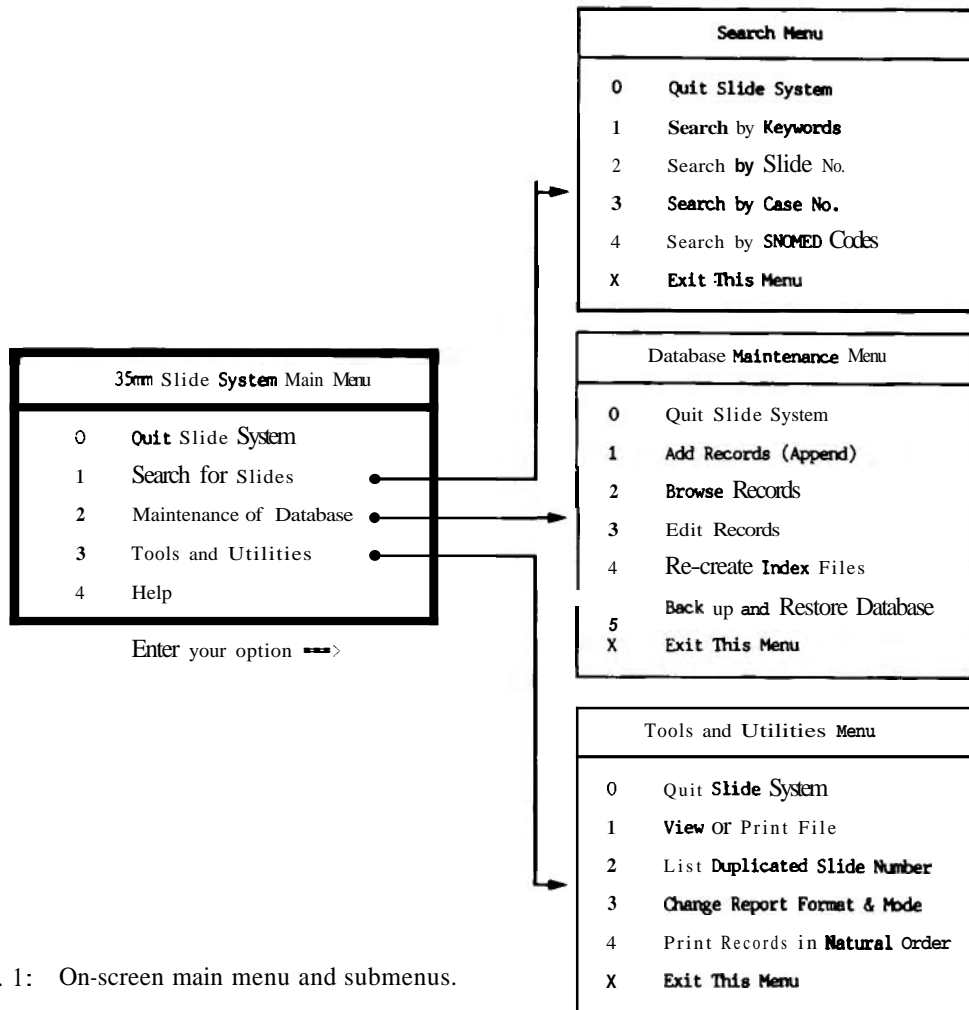 Search Menu
0 Quit Slide System
1 Search by Keywords
2 Search by Slide No.
3 Search by Case No.
4 Search by SNOMED Codes
X Exit This Menu
35mm Slide System Main Menu
0 Quit Slide System
1 Search for Slides
2 Maintenance of Database
3 Tools and Utilities
4 Help
Enter your option ===>
Database Maintenance Menu
0 Quit Slide System
1 Add Records (Append)
2 Browse Records
3 Edit Records
4 Re-create Index Files
5 Back up and Restore Database
X Exit This Menu
Tools and Utilities Menu
0 Quit Slide System
1 View or Print File
2 List Duplicated Slide Number
3 Change Report Format & Mode
4 Print Records in Natural Order
X Exit This Menu
. 1: On-screen main menu and submenus.